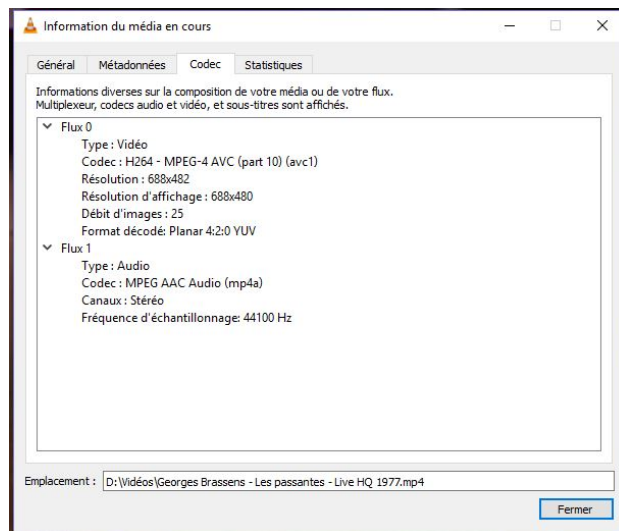 Information du média en cours
Général Métadonnées Codec Statistiques
Informations diverses sur la composition de votre média ou de votre flux.
Multiplexeur, codecs audio et vidéo, et sous-titres sont affichés.
Flux 0
Type : Vidéo
Codec : H264 - MPEG-4 AVC (part 10) (avc1)
Résolution : 688x482
Résolution d'affichage : 688x480
Débit d'images : 25
Format décodé: Planar 4:2:0 YUV
Flux 1
Type : Audio
Codec : MPEG AAC Audio (mp4a)
Canaux : Stéréo
Fréquence d'échantillonnage: 44100 Hz
Emplacement : D:\Vidéos\Georges Brassens - Les passantes - Live HQ 1977.mp4
Fermer